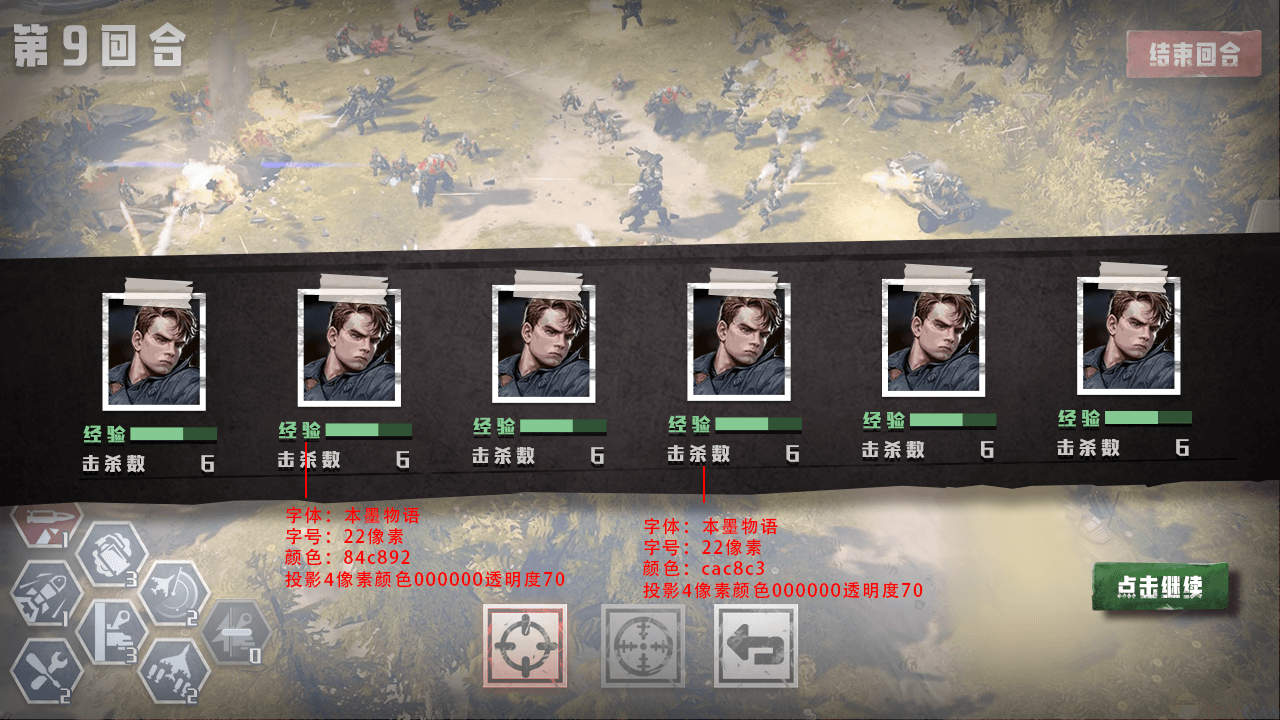 第9回合
结束回合
经验
经验
经验
经验
经验
经验
击杀数 6
击杀数 6
击杀数 6
击杀数 6
击杀数 6
击杀数 6
字体：本墨物语
字号：22像素
颜色：84c892
投影4像素颜色000000透明度70
字体：本墨物语
字号：22像素
颜色：cac8c3
投影4像素颜色000000透明度70
1
3
1
2
3
0
2
2
点击继续